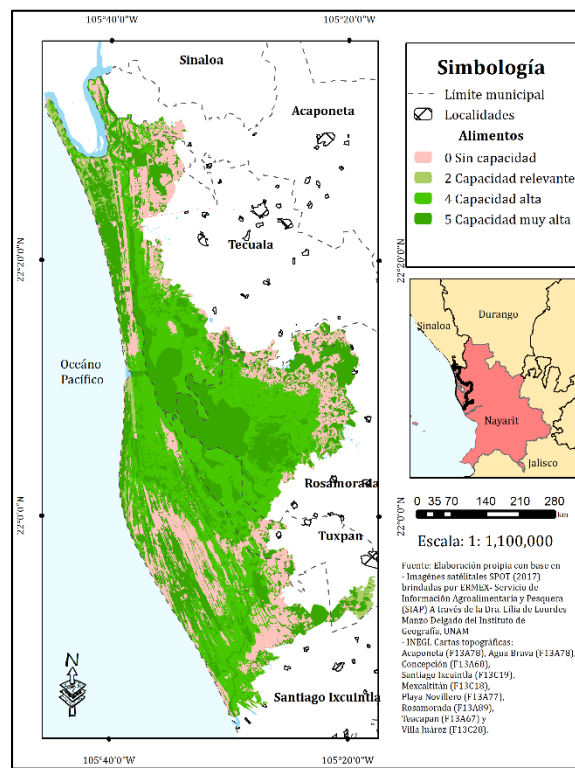 105°40'0"W
105°20'0"W
Sinaloa
Acaponeta
Tecuala
22°20'0"N
22°20'0"N
Océano
Pacífico
Rosamorada
22°0'0"N
22°0'0"N
Tuxpan
N
Santiago Ixcuintla
105°40'0"W
105°20'0"W
Simbología
Límite municipal
Localidades
Alimentos
0 Sin capacidad
2 Capacidad relevante
4 Capacidad alta
5 Capacidad muy alta
Sinaloa
Durango
Nayarit
Jalisco
0 35 70 140 210 280
km
Escala: 1: 1,100,000
Fuente: Elaboración proipia con base en
- Imagénes satélitales SPOT (2017)
brindadas por ERMEX- Servicio de
Información Agroalimentaria y Pesquera
(SIAP) A través de la Dra. Lilia de Lourdes
Manzo Delgado del Instituto de
Geografía, UNAM
- INEGI. Cartas topográficas:
Acaponeta (F13A78), Agua Brava (F13A78),
Concepción (F13A68),
Santiago Ixcuintla (F13C19),
Mexcaltitán (F13C18),
Playa Novillero (F13A77),
Rosamorada (F13A89),
Teacapan (F13A67) y
Villa Juárez (F13C28).